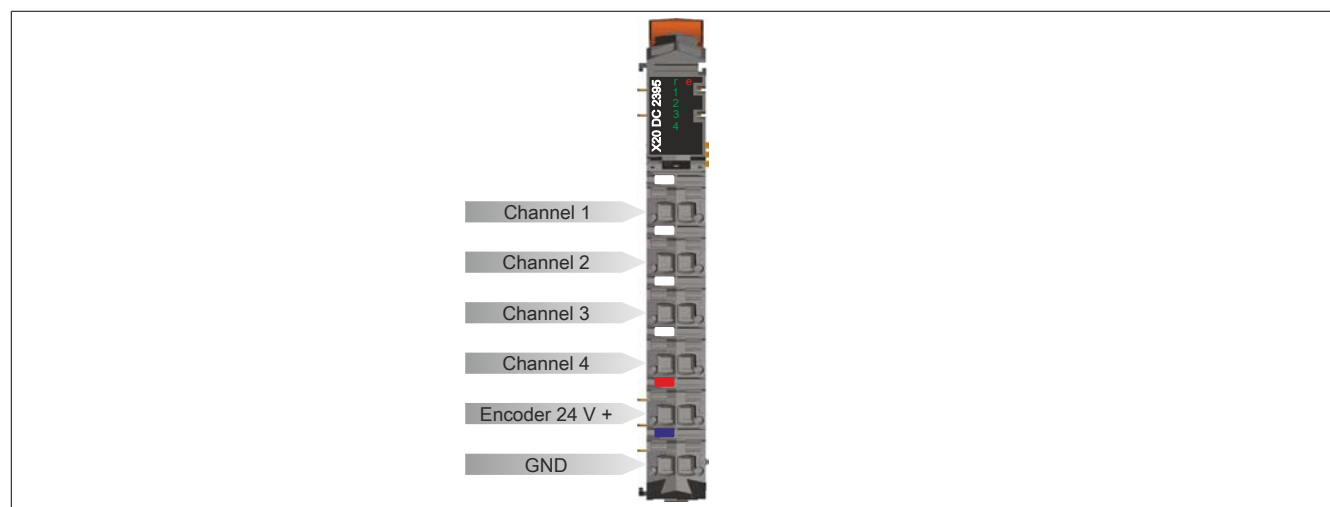 X20 DC 2395
r e
1
2
3
4
Channel 1
Channel 2
Channel 3
Channel 4
Encoder 24 V +
GND